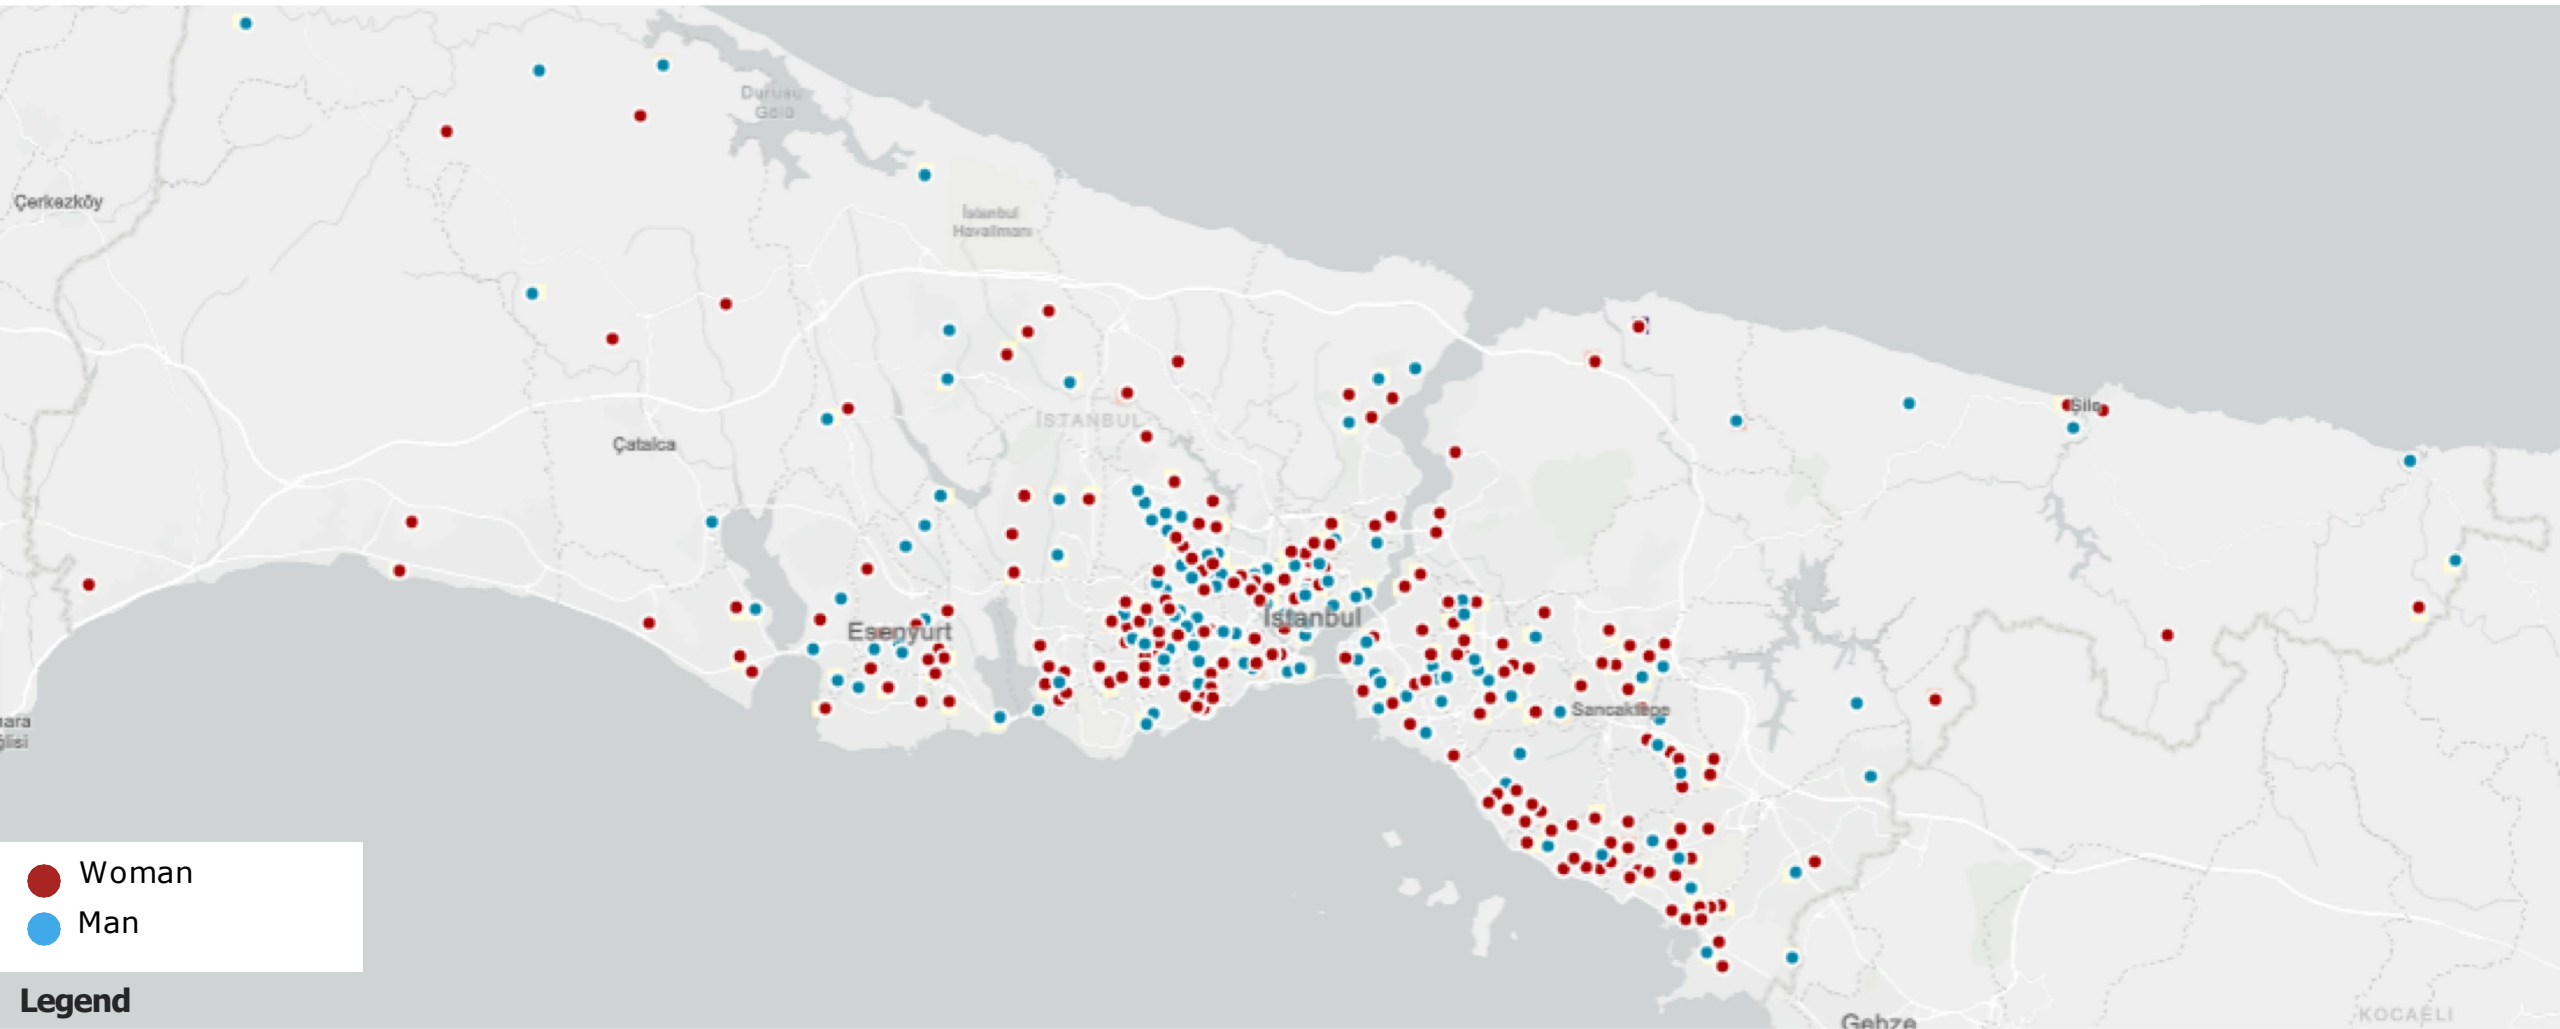 Durusu
Gölü
Çerkezköy
İstanbul
Havalimanı
İSTANBUL
Şile
Çatalca
İstanbul
Esenyurt
Sancaktepe
Woman
Man
Legend
Gebze
KOCAELİ